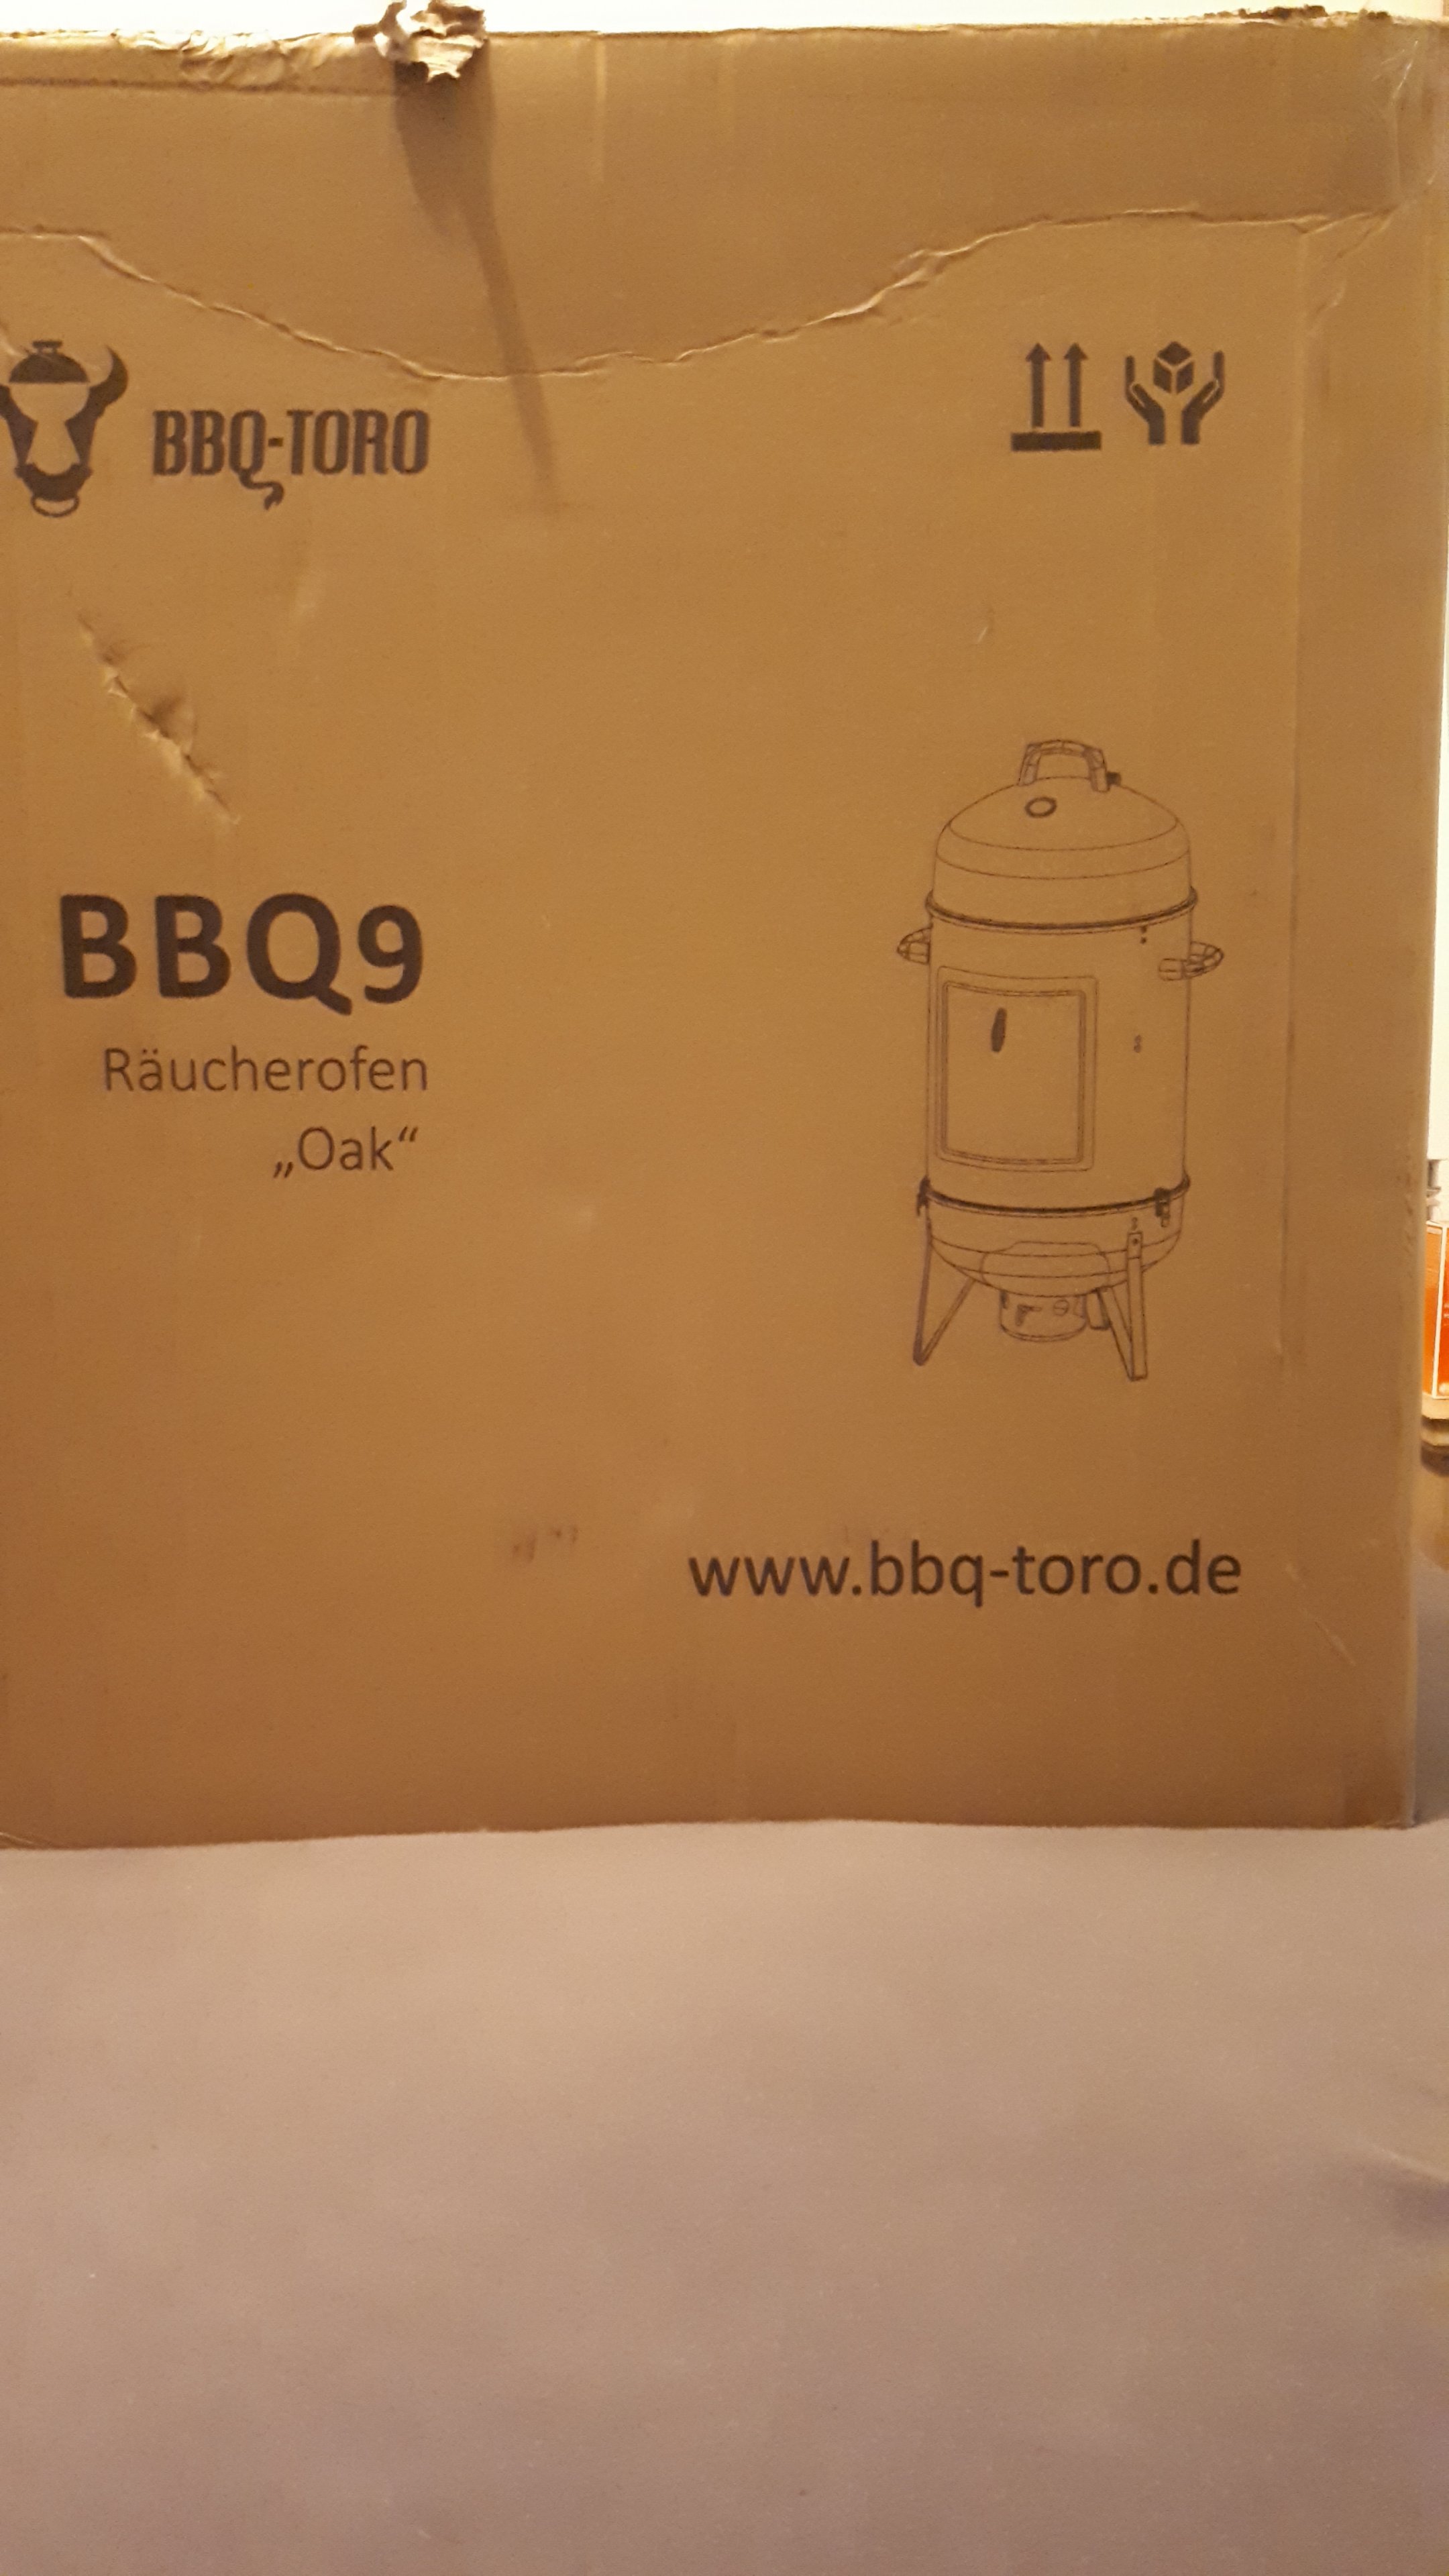 BBQ-TORO
BBQ9
Räucherofen
„Oak“
www.bbq-toro.de